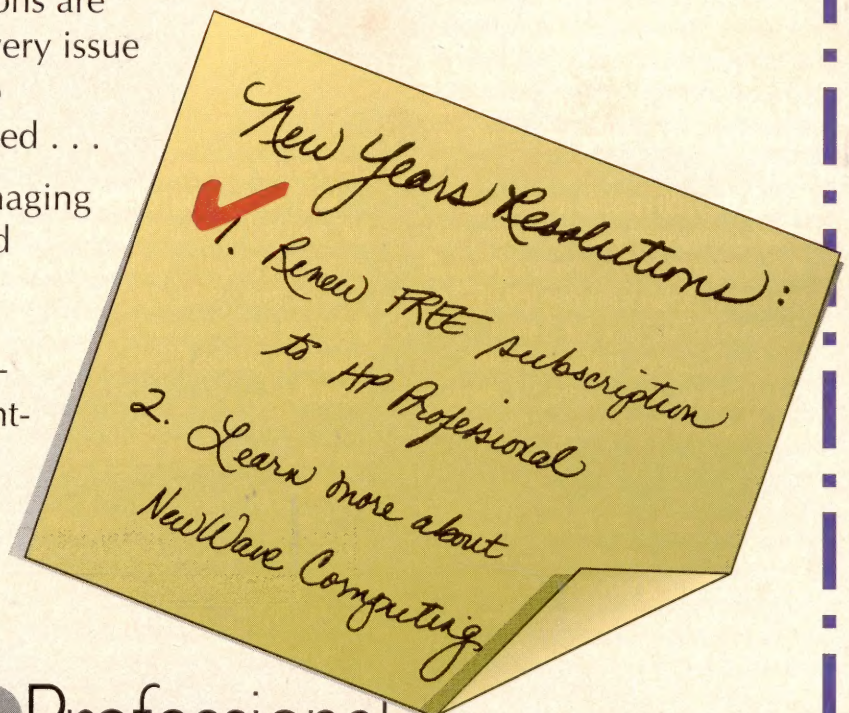 ons are
very issue
ed . . .
naging
d
-
nt-
New Years Resolutions:
1. Renew FREE subscription
to HP Professional
2. Learn more about
NewWave Computing
Professional